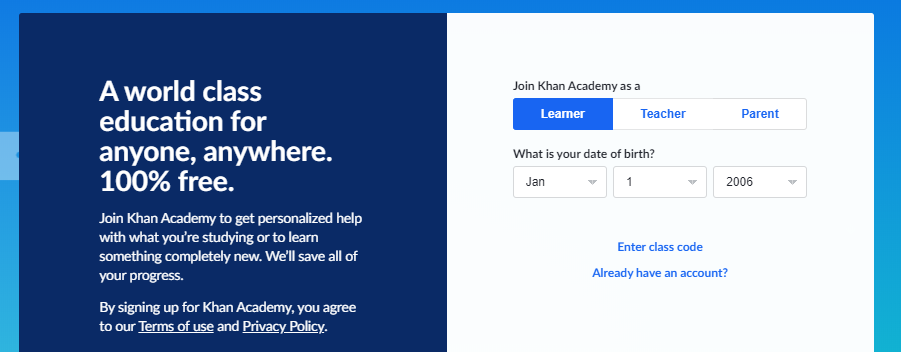 A world class
education for
anyone, anywhere.
100% free.
Join Khan Academy to get personalized help
with what you're studying or to learn
something completely new. We'll save all of
your progress.
By signing up for Khan Academy, you agree
to our Terms of use and Privacy Policy.
Join Khan Academy as a
Learner Teacher Parent
What is your date of birth?
Jan 1 2006
Enter class code
Already have an account?